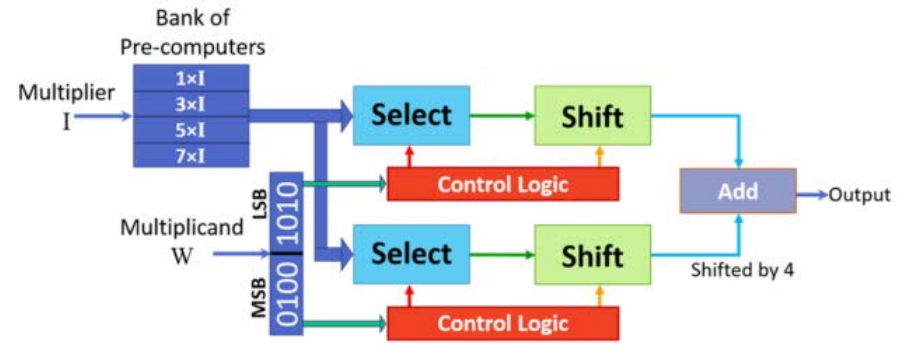 Bank of
Pre-computers
1×I
3×I
5×I
7×I
Multiplier
I
Select
Shift
Control Logic
LSB
1010
Add
Output
Multiplicand
W
MSB
0100
Select
Shift
Shifted by 4
Control Logic